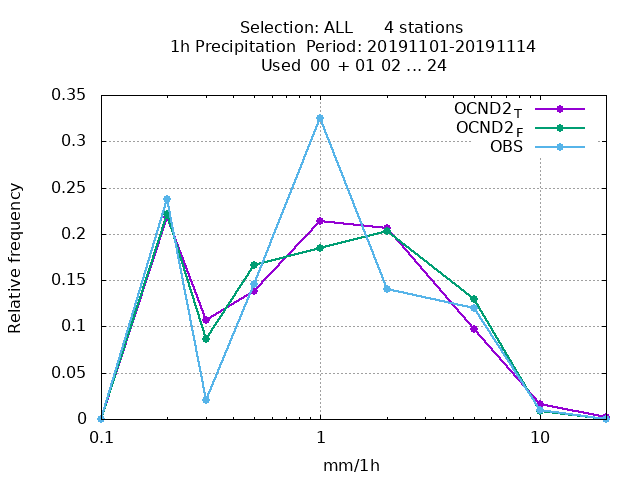 Selection: ALL      4 stations
1h Precipitation  Period: 20191101-20191114
Used  00  + 01 02 ... 24
0.35
0.3
0.25
0.2
0.15
0.1
0.05
0
Relative frequency
OCND2T
OCND2F
OBS
0.1
1
10
mm/1h